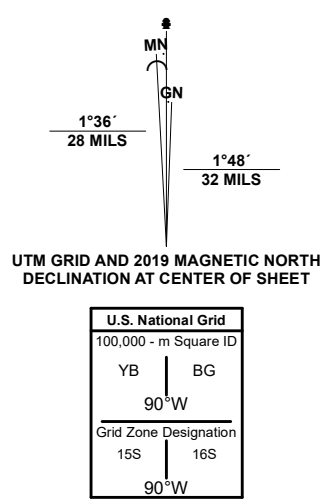 MN
GN
1°36´
28 MILS
1°48´
32 MILS
UTM GRID AND 2019 MAGNETIC NORTH
DECLINATION AT CENTER OF SHEET
U.S. National Grid
100,000 - m Square ID
YB BG
90°W
Grid Zone Designation
15S 16S
90°W